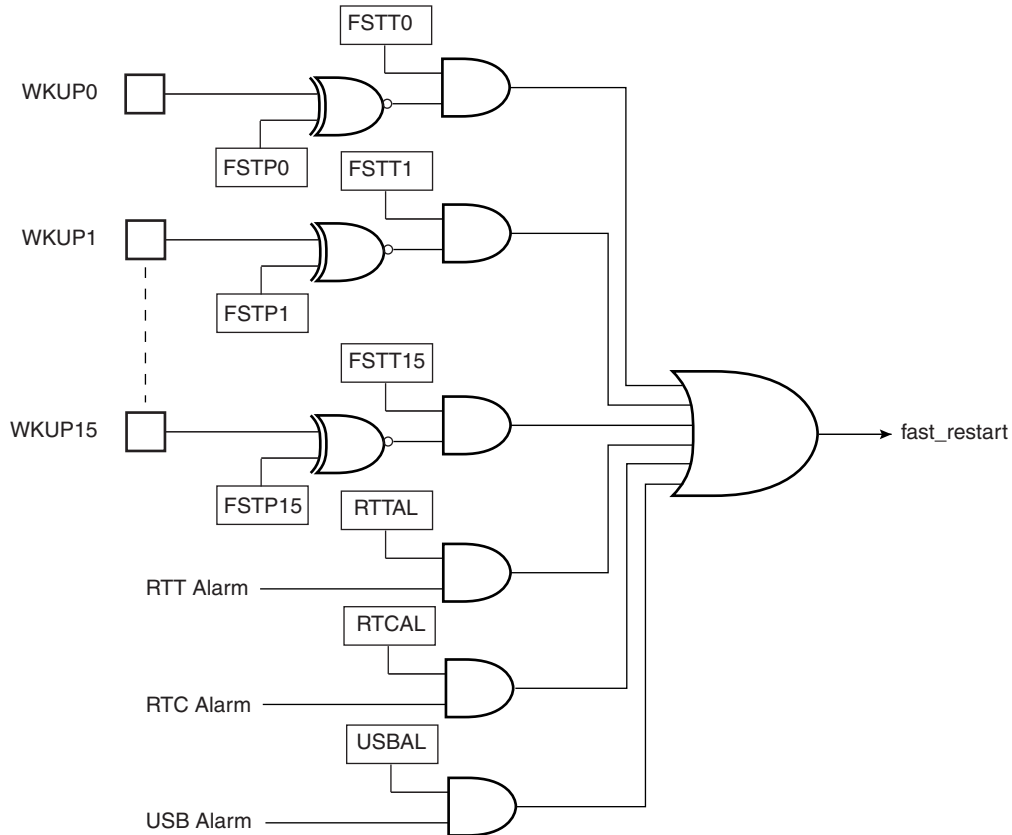 FSTT0
WKUP0
FSTP0
FSTT1
WKUP1
FSTP1
FSTT15
WKUP15
fast_restart
FSTP15
RTTAL
RTT Alarm
RTCAL
RTC Alarm
USBAL
USB Alarm